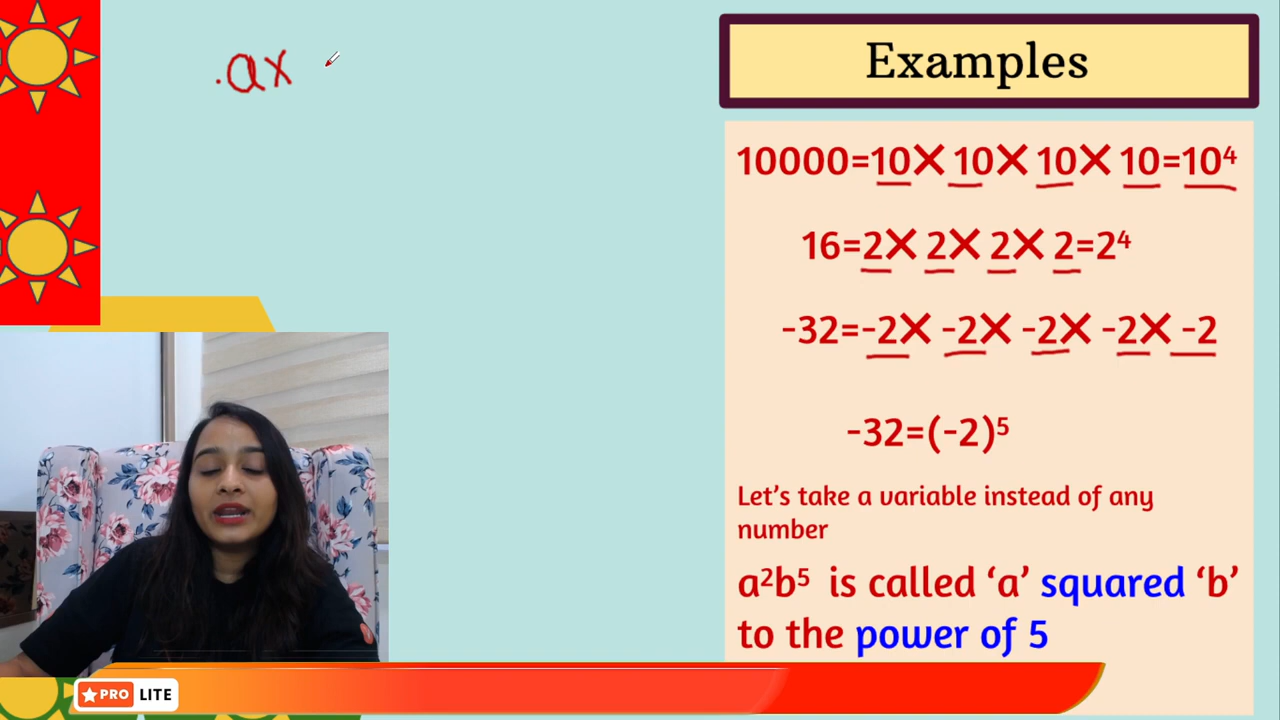 .ax
Examples
10000=10× 10× 10× 10=10⁴
16=2× 2× 2× 2=2⁴
-32=-2× -2× -2× -2× -2
-32=(-2)⁵
Let's take a variable instead of any
number
a²b⁵ is called ‘a’ squared ‘b’
to the power of 5
PRO LITE